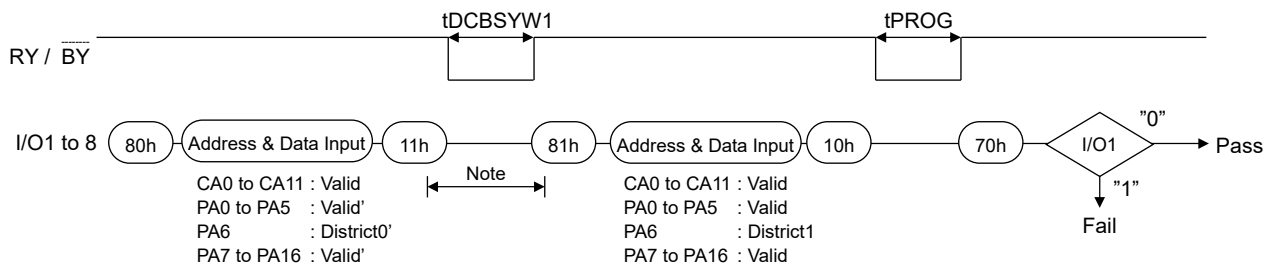 tDCBSYW1 tPROG
RY / BY
I/O1 to 8 80h Address & Data Input 11h 81h Address & Data Input 10h 70h I/O1 "0" Pass
Note "1"
Fail
CA0 to CA11 : Valid
PA0 to PA5 : Valid'
PA6 : District0'
PA7 to PA16 : Valid'
CA0 to CA11 : Valid
PA0 to PA5 : Valid
PA6 : District1
PA7 to PA16 : Valid